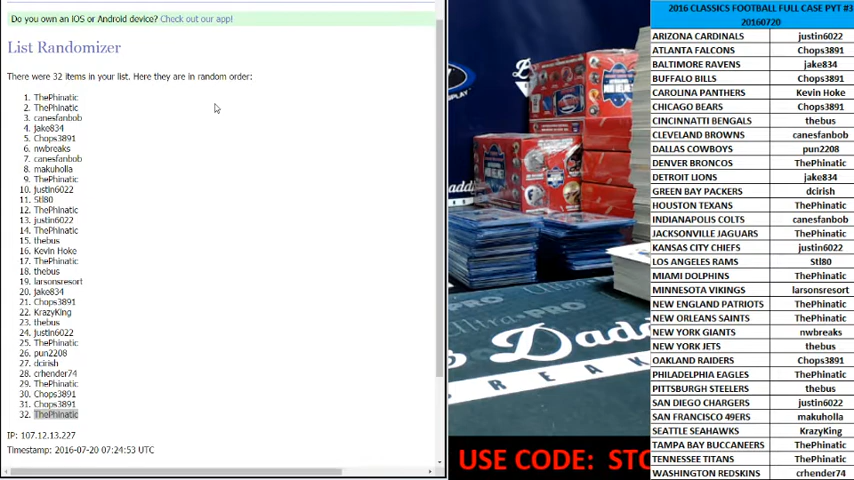 Do you own an iOS or Android device? Check out our app!
List Randomizer
There were 32 items in your list. Here they are in random order:
1. ThePhinatic
2. ThePhinatic
3. canesfanbob
4. jake834
5. Chops3891
6. nwbreaks
7. canesfanbob
8. makuholla
9. ThePhinatic
10. justin6022
11. Stl80
12. ThePhinatic
13. justin6022
14. ThePhinatic
15. thebus
16. Kevin Hoke
17. ThePhinatic
18. thebus
19. larsonsresort
20. jake834
21. Chops3891
22. KrazyKing
23. thebus
24. justin6022
25. ThePhinatic
26. pun2208
27. dcirish
28. crhender74
29. ThePhinatic
30. Chops3891
31. Chops3891
32. ThePhinatic
IP: 107.12.13.227
Timestamp: 2016-07-20 07:24:53 UTC
USE CODE: STO
2016 CLASSICS FOOTBALL FULL CASE PYT #3
20160720
ARIZONA CARDINALS justin6022
ATLANTA FALCONS Chops3891
BALTIMORE RAVENS jake834
BUFFALO BILLS Chops3891
CAROLINA PANTHERS Kevin Hoke
CHICAGO BEARS Chops3891
CINCINNATI BENGALS thebus
CLEVELAND BROWNS canesfanbob
DALLAS COWBOYS pun2208
DENVER BRONCOS ThePhinatic
DETROIT LIONS jake834
GREEN BAY PACKERS dcirish
HOUSTON TEXANS ThePhinatic
INDIANAPOLIS COLTS canesfanbob
JACKSONVILLE JAGUARS ThePhinatic
KANSAS CITY CHIEFS justin6022
LOS ANGELES RAMS Stl80
MIAMI DOLPHINS ThePhinatic
MINNESOTA VIKINGS larsonsresort
NEW ENGLAND PATRIOTS ThePhinatic
NEW ORLEANS SAINTS ThePhinatic
NEW YORK GIANTS nwbreaks
NEW YORK JETS thebus
OAKLAND RAIDERS Chops3891
PHILADELPHIA EAGLES ThePhinatic
PITTSBURGH STEELERS thebus
SAN DIEGO CHARGERS justin6022
SAN FRANCISCO 49ERS makuholla
SEATTLE SEAHAWKS KrazyKing
TAMPA BAY BUCCANEERS ThePhinatic
TENNESSEE TITANS ThePhinatic
WASHINGTON REDSKINS crhender74